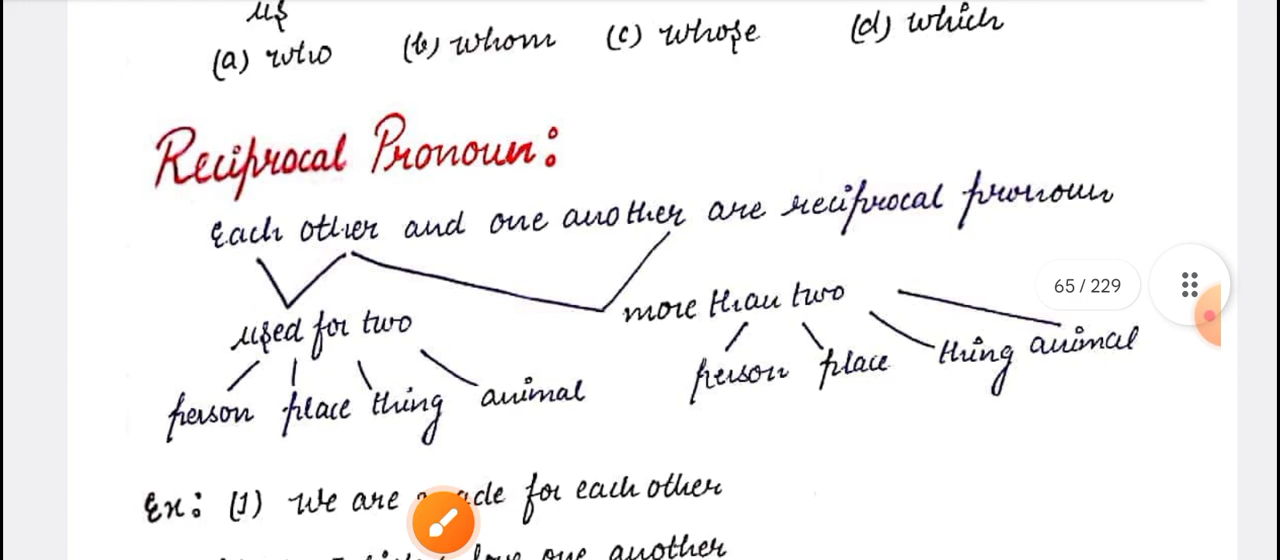 us
(a) who (b) whom (c) whose (d) which
Reciprocal Pronoun:
Each other and one another are reciprocal pronoun
used for two more than two
person place thing animal person place thing animal
65 / 229
Ex: (1) We are for each other
love one another